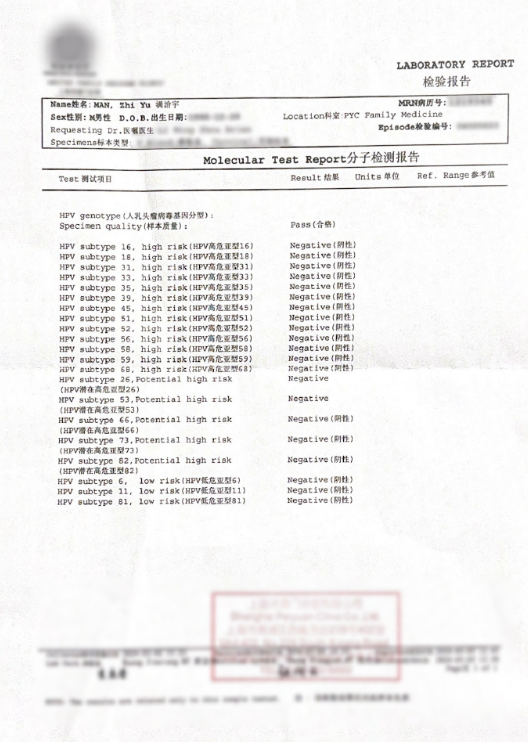 LABORATORY REPORT
检验报告
Name姓名: MAN, Zhi Yu 满治宇 MRN病历号:
Sex性别: M男性 D.O.B.出生日期: Location科室: PYC Family Medicine
Requesting Dr.医嘱医生 Episode检验编号:
Specimens标本类型:
Molecular Test Report分子检测报告
Test 测试项目 Result 结果 Units 单位 Ref. Range参考值
HPV genotype(人乳头瘤病毒基因分型):
Specimen quality(样本质量): Pass(合格)
HPV subtype 16, high risk(HPV高危亚型16) Negative(阴性)
HPV subtype 18, high risk(HPV高危亚型18) Negative(阴性)
HPV subtype 31, high risk(HPV高危亚型31) Negative(阴性)
HPV subtype 33, high risk(HPV高危亚型33) Negative(阴性)
HPV subtype 35, high risk(HPV高危亚型35) Negative(阴性)
HPV subtype 39, high risk(HPV高危亚型39) Negative(阴性)
HPV subtype 45, high risk(HPV高危亚型45) Negative(阴性)
HPV subtype 51, high risk(HPV高危亚型51) Negative(阴性)
HPV subtype 52, high risk(HPV高危亚型52) Negative(阴性)
HPV subtype 56, high risk(HPV高危亚型56) Negative(阴性)
HPV subtype 58, high risk(HPV高危亚型58) Negative(阴性)
HPV subtype 59, high risk(HPV高危亚型59) Negative(阴性)
HPV subtype 68, high risk(HPV高危亚型68) Negative(阴性)
HPV subtype 26,Potential high risk Negative
(HPV潜在高危亚型26)
HPV subtype 53,Potential high risk Negative
(HPV潜在高危亚型53)
HPV subtype 66,Potential high risk Negative(阴性)
(HPV潜在高危亚型66)
HPV subtype 73,Potential high risk Negative(阴性)
(HPV潜在高危亚型73)
HPV subtype 82,Potential high risk Negative(阴性)
(HPV潜在高危亚型82)
HPV subtype 6, low risk(HPV低危亚型6) Negative(阴性)
HPV subtype 11, low risk(HPV低危亚型11) Negative(阴性)
HPV subtype 81, low risk(HPV低危亚型81) Negative(阴性)